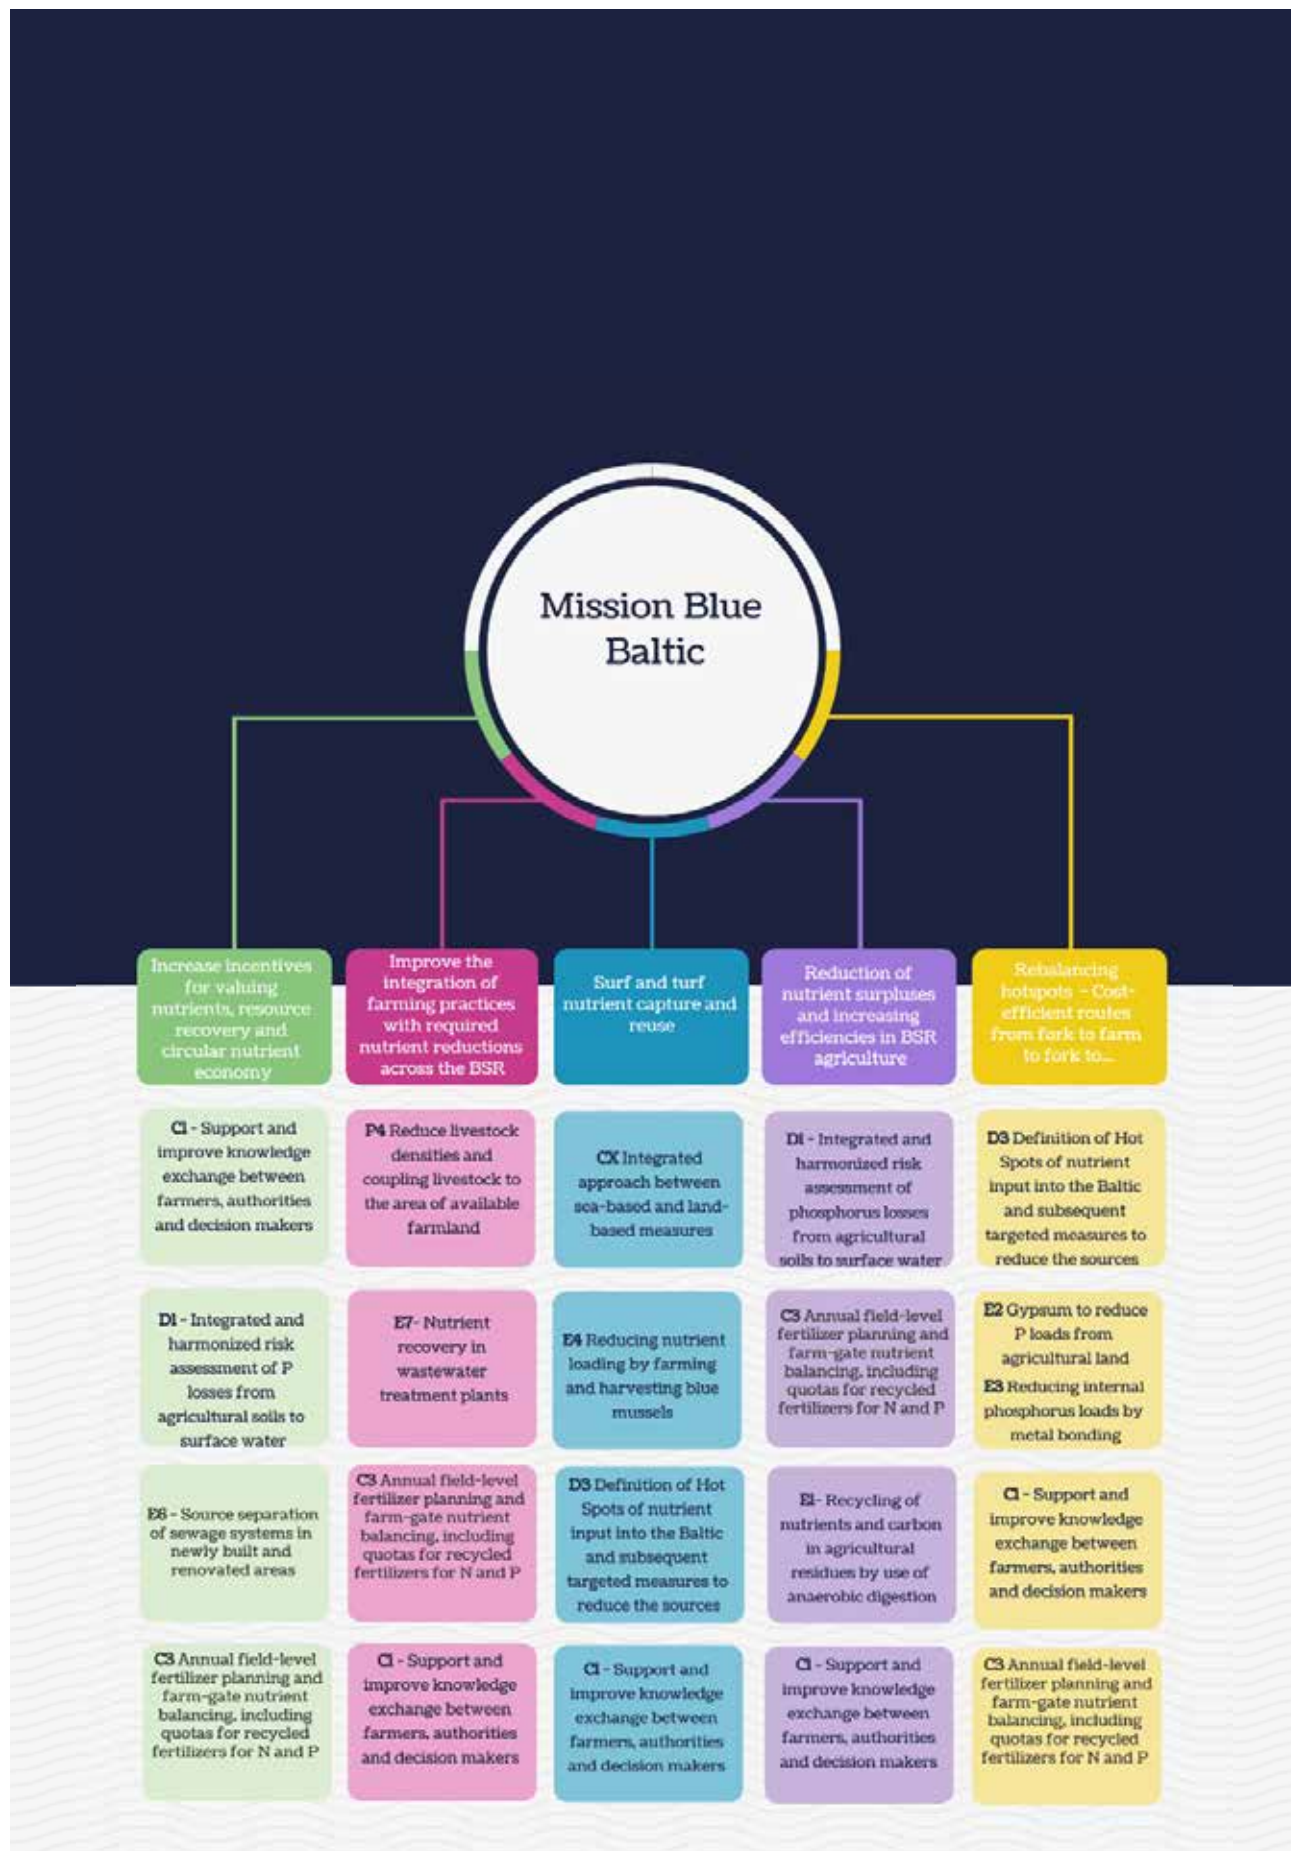 Mission Blue
Baltic
Increase incentives
for valuing
nutrients, resource
recovery and
circular nutrient
economy
Improve the
integration of
farming practices
with required
nutrient reductions
across the BSR
Surf and turf
nutrient capture and
reuse
Reduction of
nutrient surpluses
and increasing
efficiencies in BSR
agriculture
Rebalancing
hotspots - Cost-
efficient routes
from fork to farm
to fork to...
C1 - Support and
improve knowledge
exchange between
farmers, authorities
and decision makers
P4 Reduce livestock
densities and
coupling livestock to
the area of available
farmland
CX Integrated
approach between
sea-based and land-
based measures
D1 - Integrated and
harmonized risk
assessment of
phosphorus losses
from agricultural
soils to surface water
D3 Definition of Hot
Spots of nutrient
input into the Baltic
and subsequent
targeted measures to
reduce the sources
D1 - Integrated and
harmonized risk
assessment of P
losses from
agricultural soils to
surface water
E7- Nutrient
recovery in
wastewater
treatment plants
E4 Reducing nutrient
loading by farming
and harvesting blue
mussels
C3 Annual field-level
fertilizer planning and
farm-gate nutrient
balancing, including
quotas for recycled
fertilizers for N and P
E2 Gypsum to reduce
P loads from
agricultural land
E3 Reducing internal
phosphorus loads by
metal bonding
E6 - Source separation
of sewage systems in
newly built and
renovated areas
C3 Annual field-level
fertilizer planning and
farm-gate nutrient
balancing, including
quotas for recycled
fertilizers for N and P
D3 Definition of Hot
Spots of nutrient
input into the Baltic
and subsequent
targeted measures to
reduce the sources
E1- Recycling of
nutrients and carbon
in agricultural
residues by use of
anaerobic digestion
C1 - Support and
improve knowledge
exchange between
farmers, authorities
and decision makers
C3 Annual field-level
fertilizer planning and
farm-gate nutrient
balancing, including
quotas for recycled
fertilizers for N and P
C1 - Support and
improve knowledge
exchange between
farmers, authorities
and decision makers
C1 - Support and
improve knowledge
exchange between
farmers, authorities
and decision makers
C1 - Support and
improve knowledge
exchange between
farmers, authorities
and decision makers
C3 Annual field-level
fertilizer planning and
farm-gate nutrient
balancing, including
quotas for recycled
fertilizers for N and P